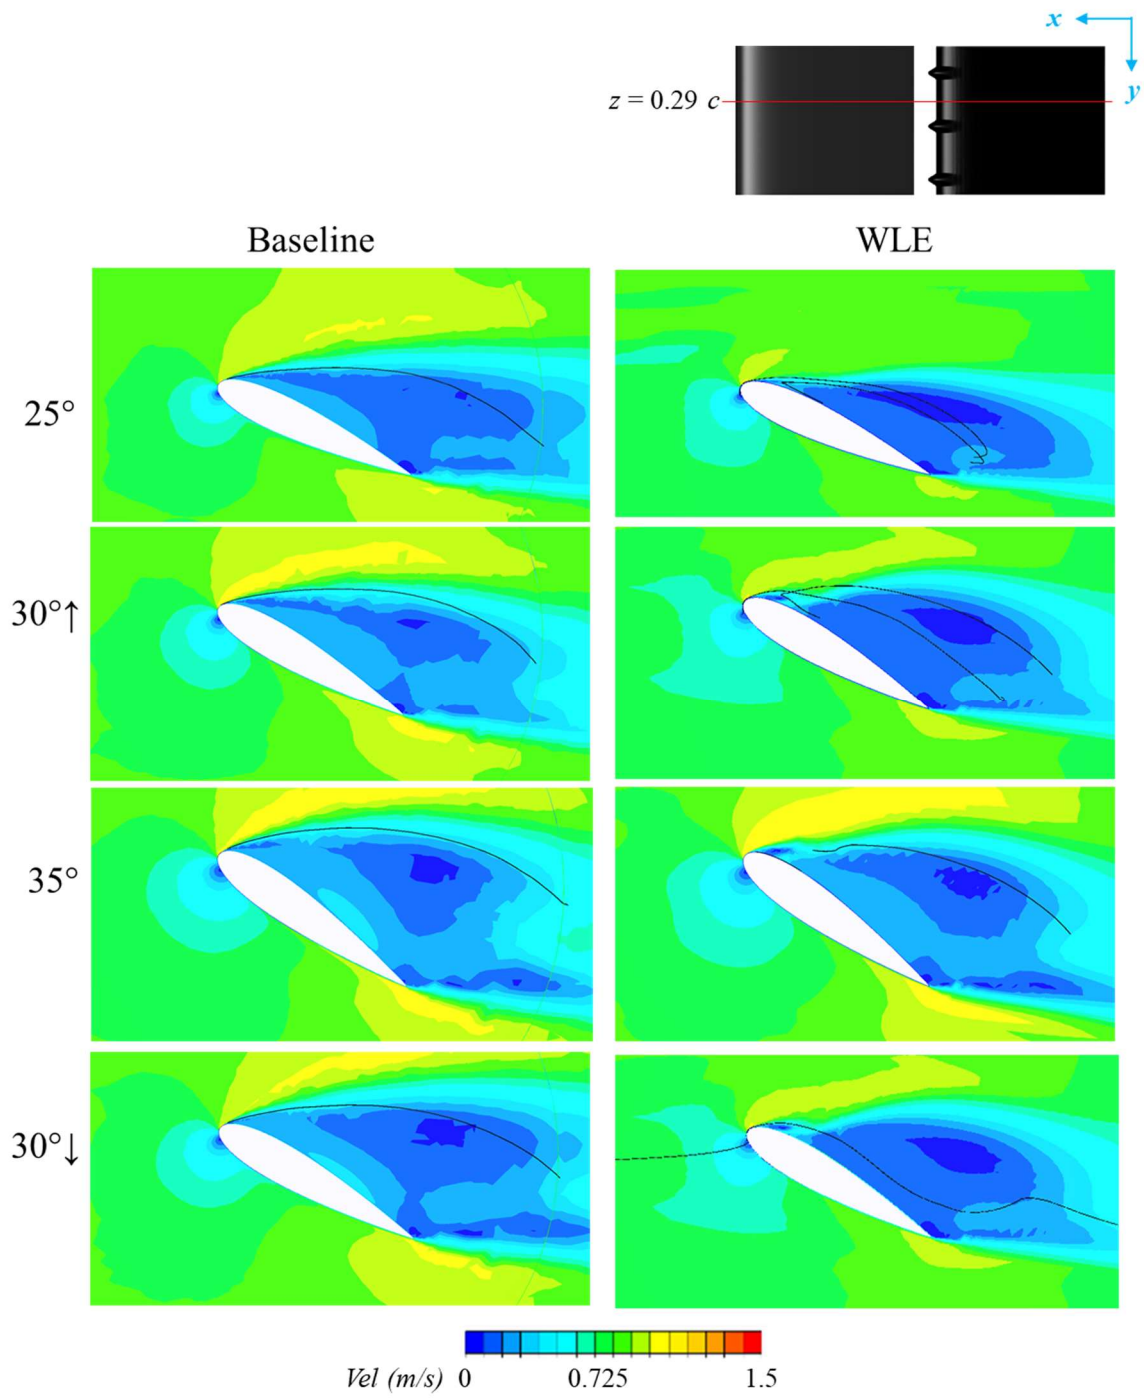 x
y
z = 0.29 c
Baseline WLE
25°
30°↑
35°
30°↓
Vel (m/s) 0 0.725 1.5